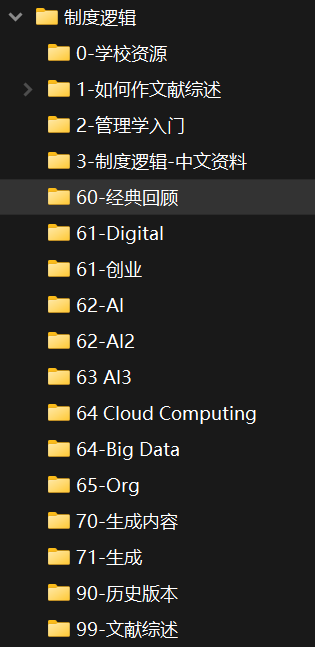 制度逻辑
0-学校资源
1-如何作文献综述
2-管理学入门
3-制度逻辑-中文资料
60-经典回顾
61-Digital
61-创业
62-AI
62-AI2
63 AI3
64 Cloud Computing
64-Big Data
65-Org
70-生成内容
71-生成
90-历史版本
99-文献综述